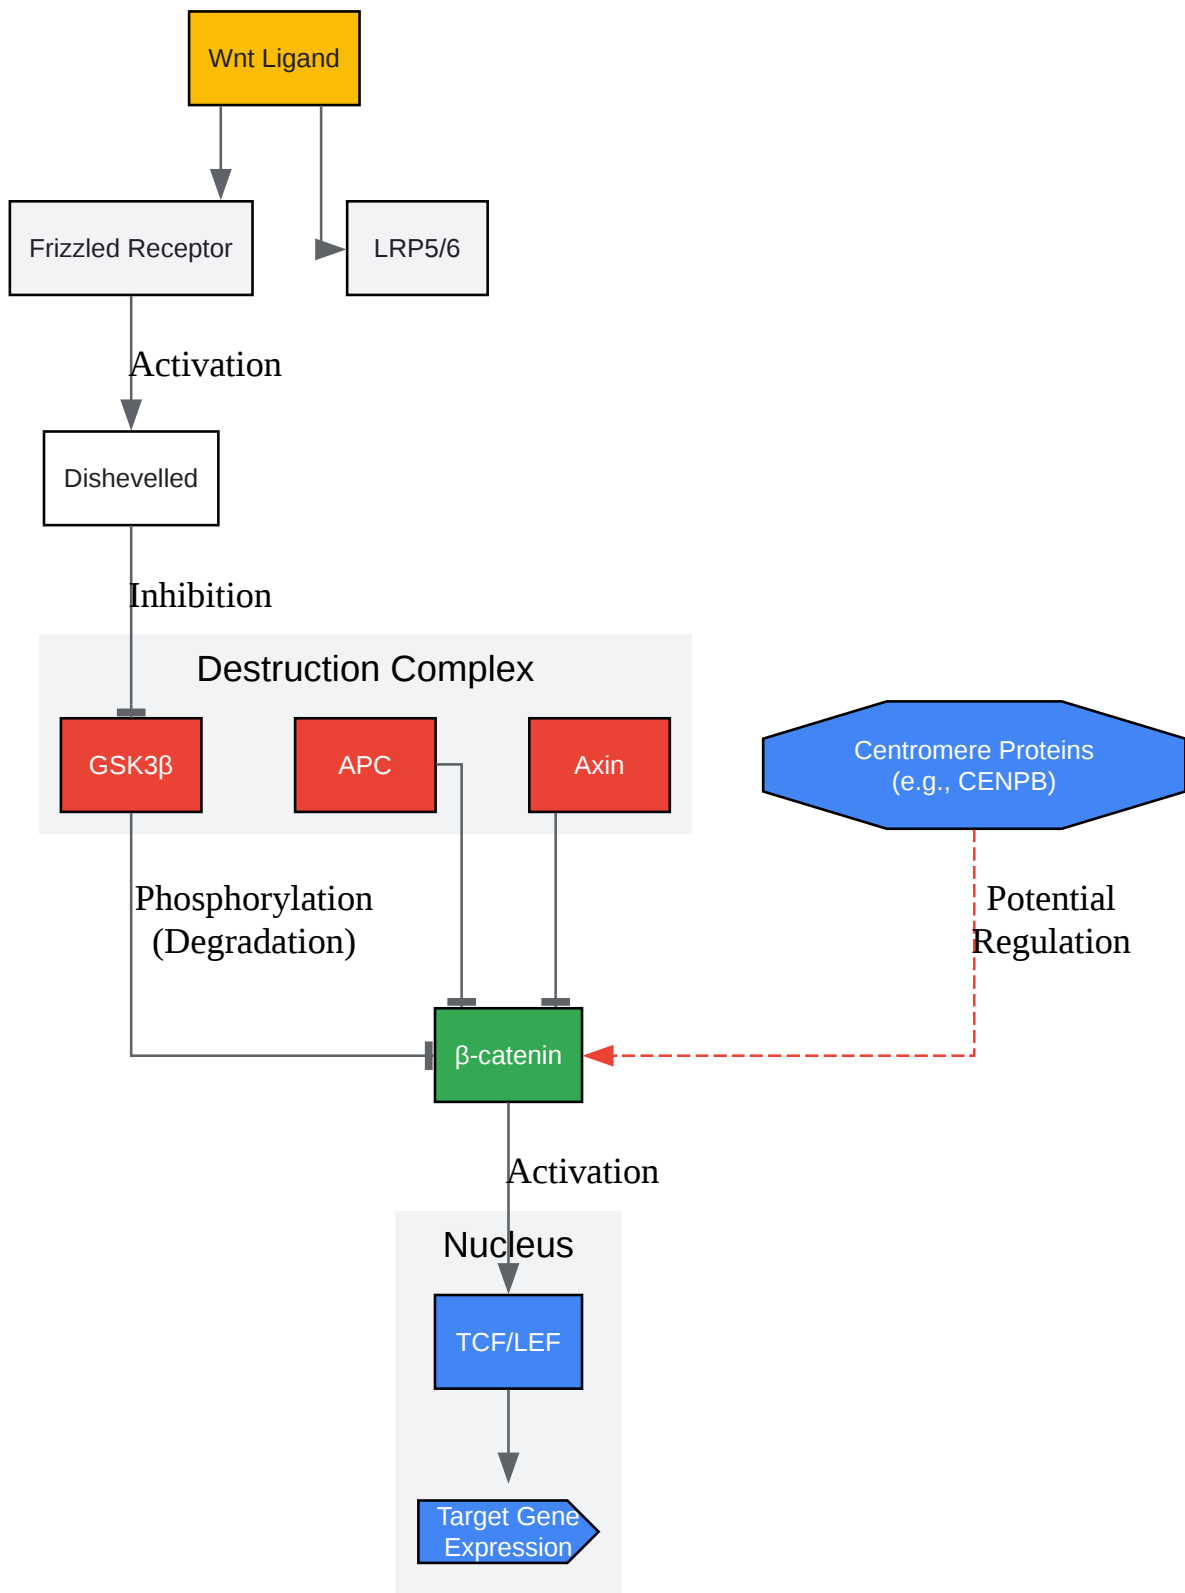 Wnt Ligand
Frizzled Receptor
LRP5/6
Activation
Dishevelled
Inhibition
Destruction Complex
GSK3β
APC
Axin
Centromere Proteins
(e.g., CENPB)
Phosphorylation
(Degradation)
Potential
Regulation
β-catenin
Activation
Nucleus
TCF/LEF
Target Gene
Expression